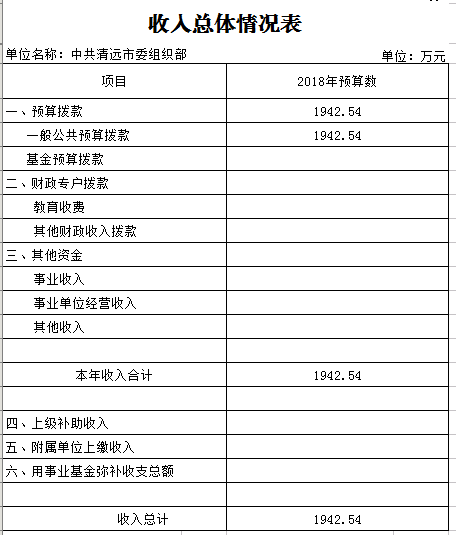 收入总体情况表
单位名称：中共清远市委组织部 单位：万元
项目 2018年预算数
一、预算拨款 1942.54
一般公共预算拨款 1942.54
基金预算拨款
二、财政专户拨款
教育收费
其他财政收入拨款
三、其他资金
事业收入
事业单位经营收入
其他收入
本年收入合计 1942.54
四、上级补助收入
五、附属单位上缴收入
六、用事业基金弥补收支总额
收入总计 1942.54